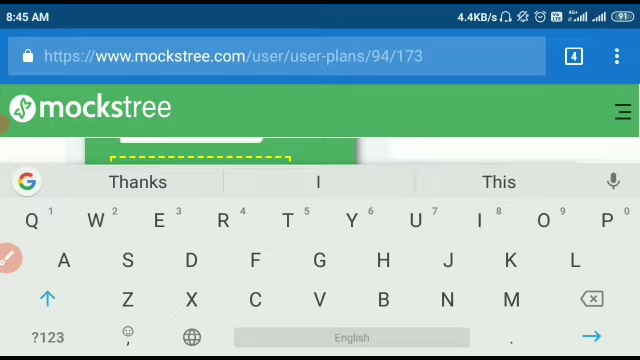 8:45 AM 4.4KB/s 4G 91
https://www.mockstree.com/user/user-plans/94/173 4
mockstree
Thanks I This
Q 1 W 2 E 3 R 4 T 5 Y 6 U 7 I 8 O 9 P 0
A S D F G H J K L
Z X C V B N M
?123 , English .